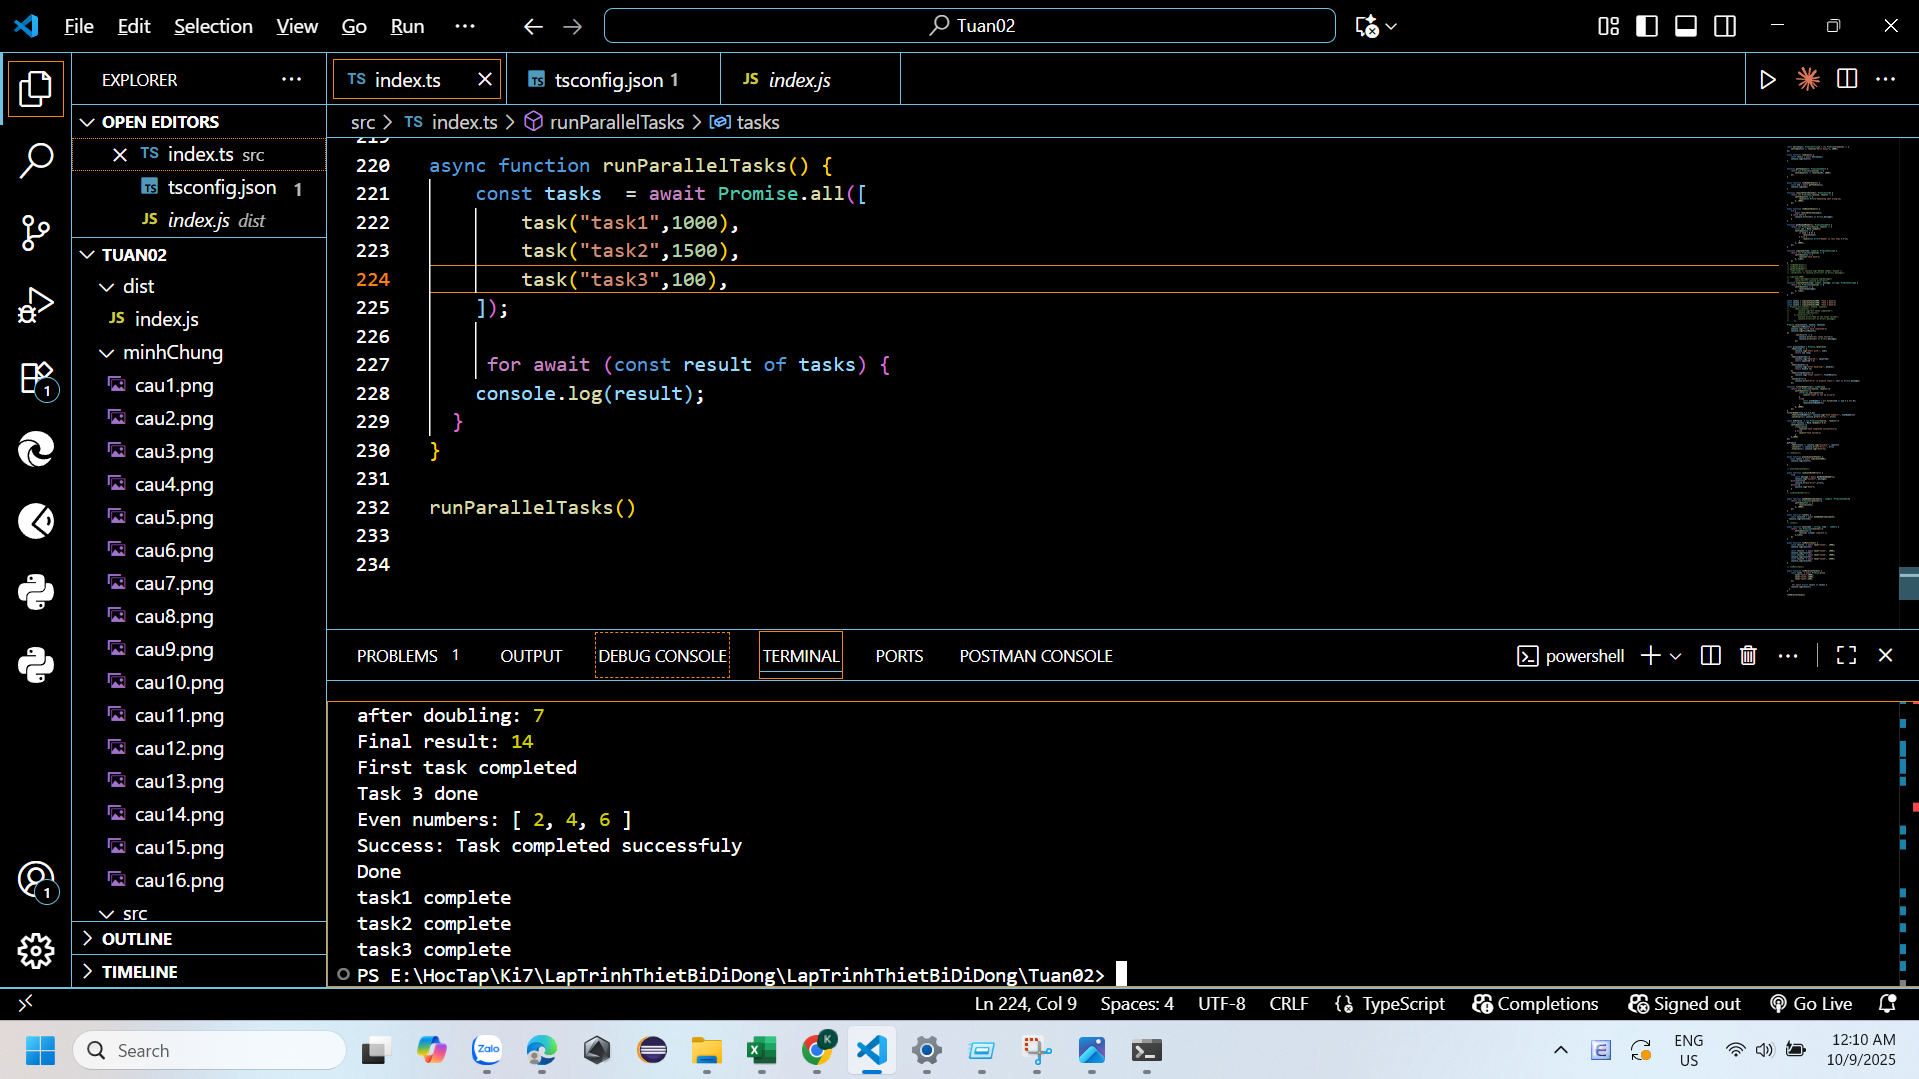 File Edit Selection View Go Run ··· Tuan02
EXPLORER ···
OPEN EDITORS
TS index.ts src
tsconfig.json 1
JS index.js dist
TUAN02
dist
JS index.js
minhChung
cau1.png
cau2.png
cau3.png
cau4.png
cau5.png
cau6.png
cau7.png
cau8.png
cau9.png
cau10.png
cau11.png
cau12.png
cau13.png
cau14.png
cau15.png
cau16.png
src
OUTLINE
TIMELINE
1
1
TS index.ts TS tsconfig.json 1 JS index.js
src > TS index.ts > runParallelTasks > tasks
219
220 async function runParallelTasks() {
221 const tasks  = await Promise.all([
222 task("task1",1000),
223 task("task2",1500),
224 task("task3",100),
225 ]);
226
227 for await (const result of tasks) {
228 console.log(result);
229 }
230 }
231
232 runParallelTasks()
233
234
PROBLEMS 1 OUTPUT DEBUG CONSOLE TERMINAL PORTS POSTMAN CONSOLE powershell
after doubling: 7
Final result: 14
First task completed
Task 3 done
Even numbers: [ 2, 4, 6 ]
Success: Task completed successfuly
Done
task1 complete
task2 complete
task3 complete
PS E:\HocTap\Ki7\LapTrinhThietBiDiDong\LapTrinhThietBiDiDong\Tuan02>
Ln 224, Col 9 Spaces: 4 UTF-8 CRLF {} TypeScript Completions Signed out Go Live
Search Zalo K E ENG
US 12:10 AM
10/9/2025